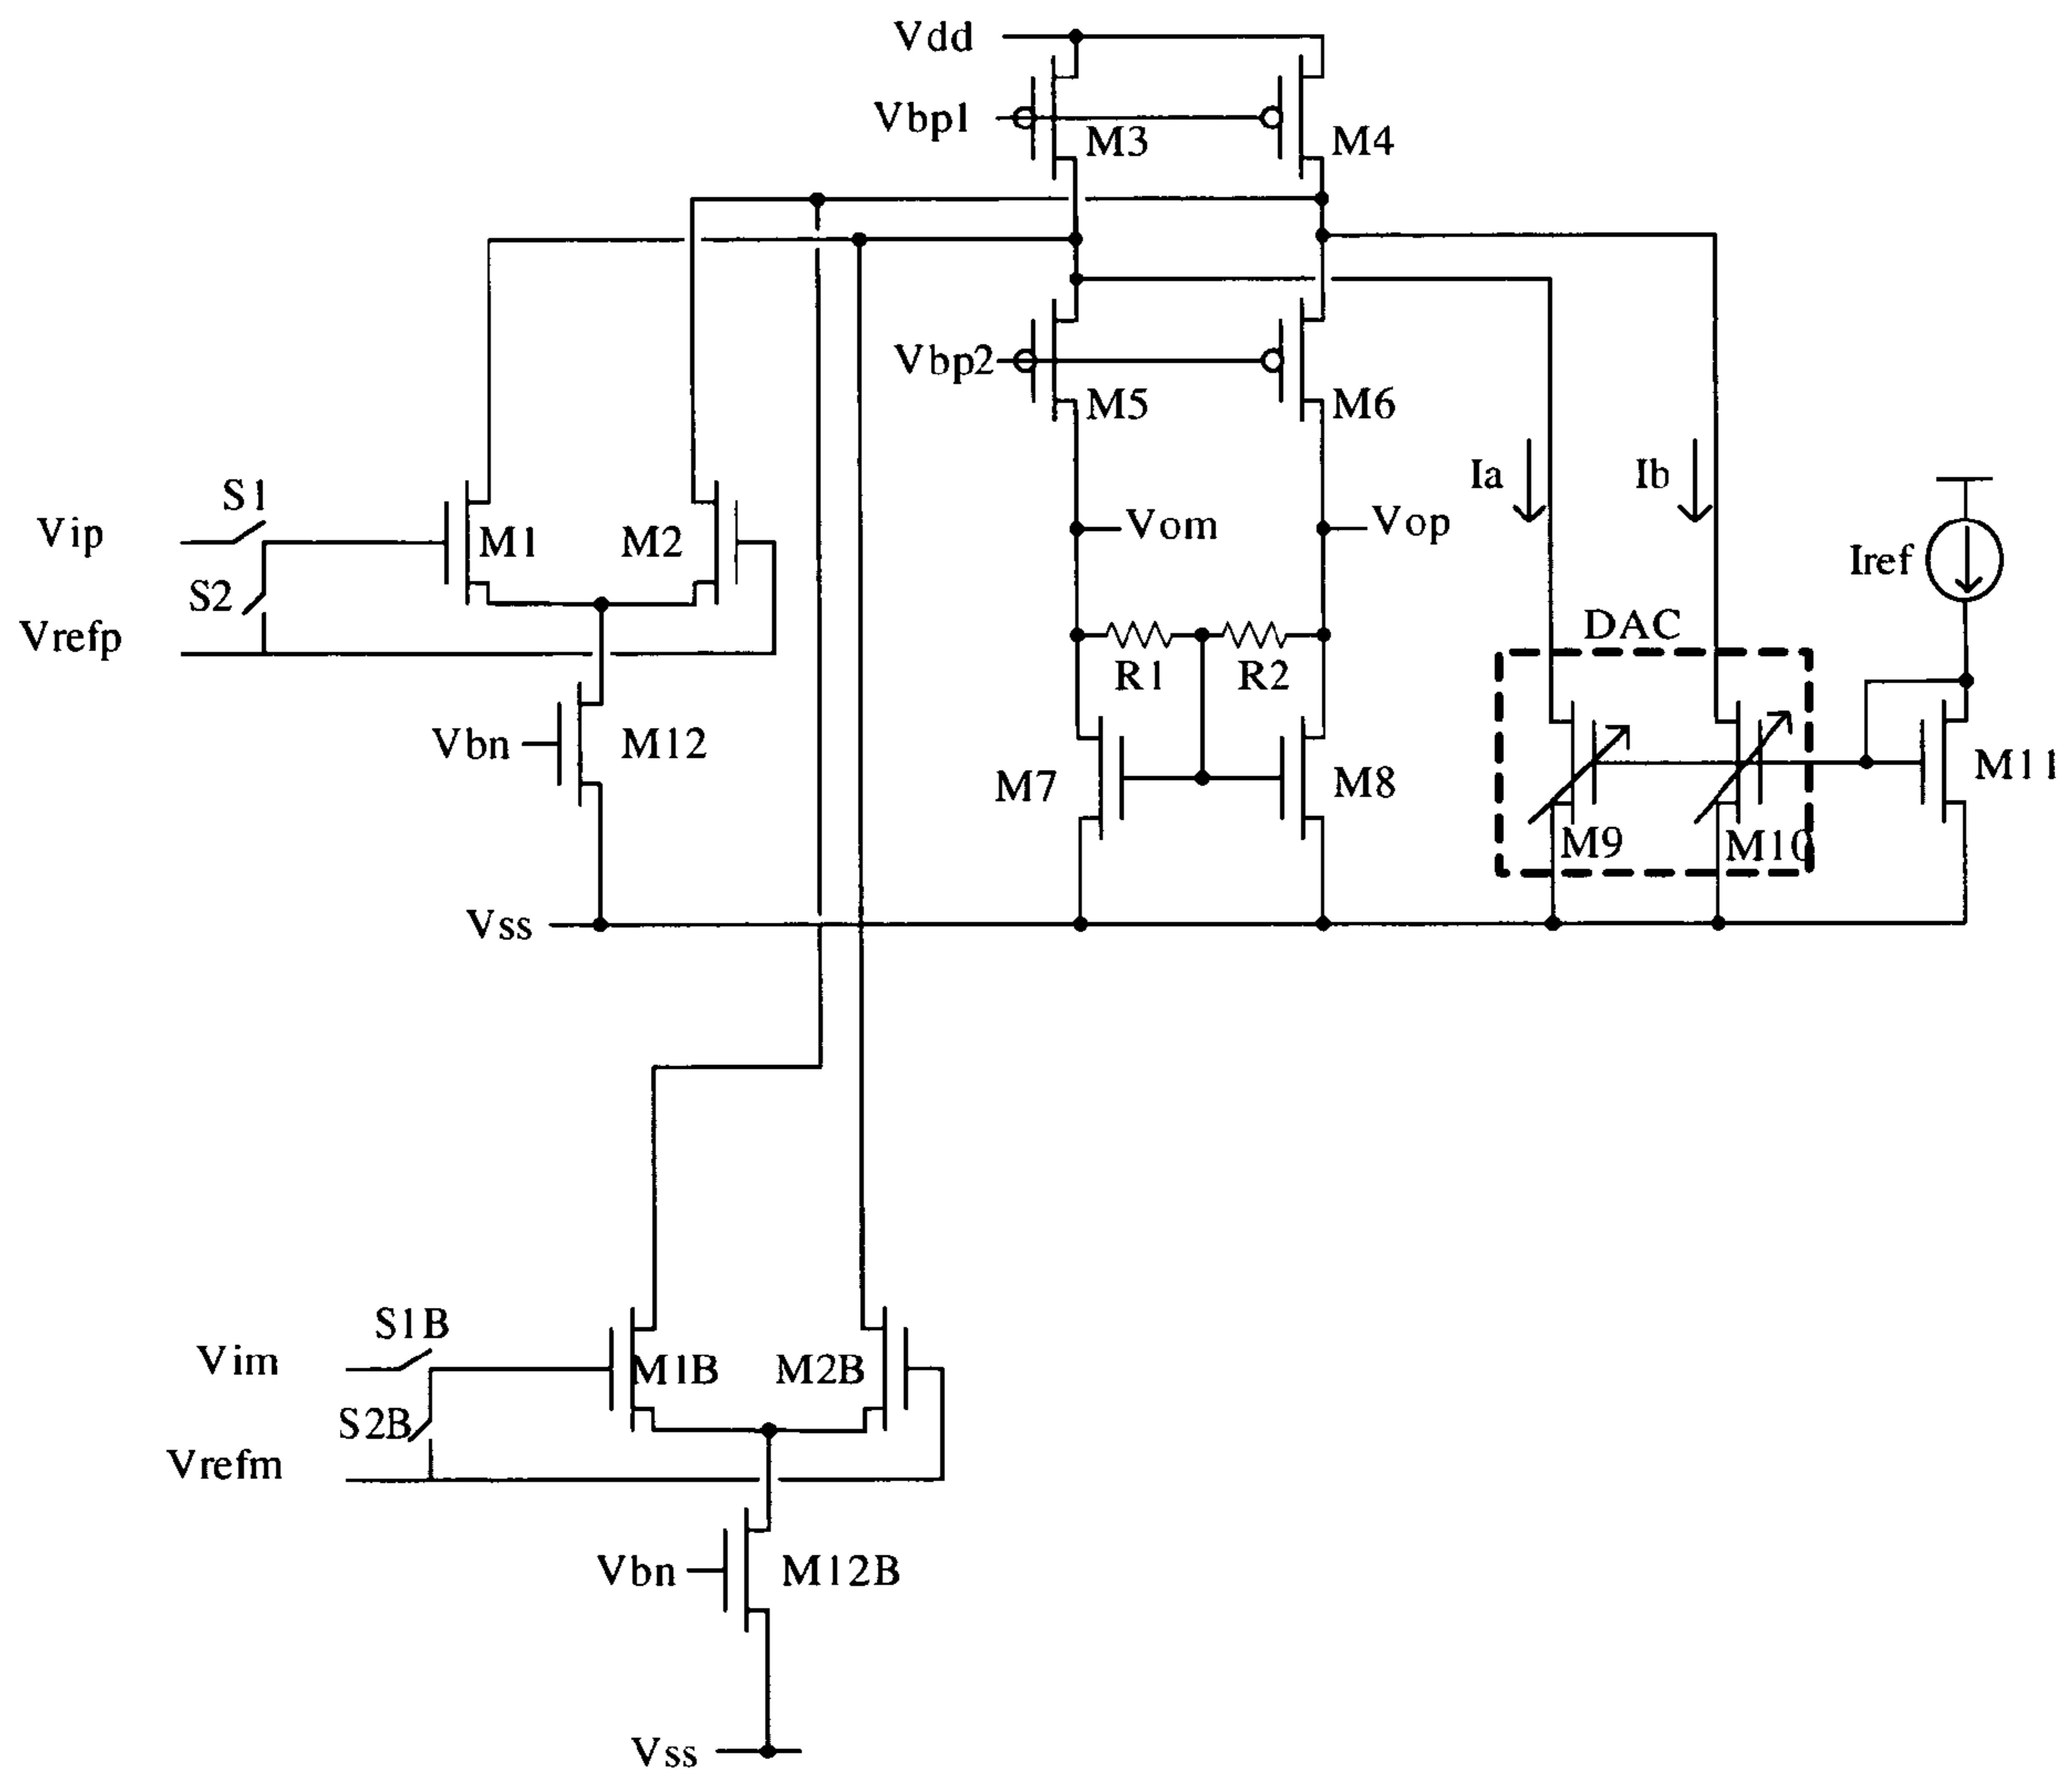 Vdd
Vbp1
M3
M4
Vbp2
M5
M6
Ia
Ib
S1
Vip
M1
M2
Vom
Vop
Iref
S2
Vrefp
DAC
R1
R2
Vbn
M12
M7
M8
M11
M9
M10
Vss
S1B
Vim
M1B
M2B
S2B
Vrefm
Vbn
M12B
Vss